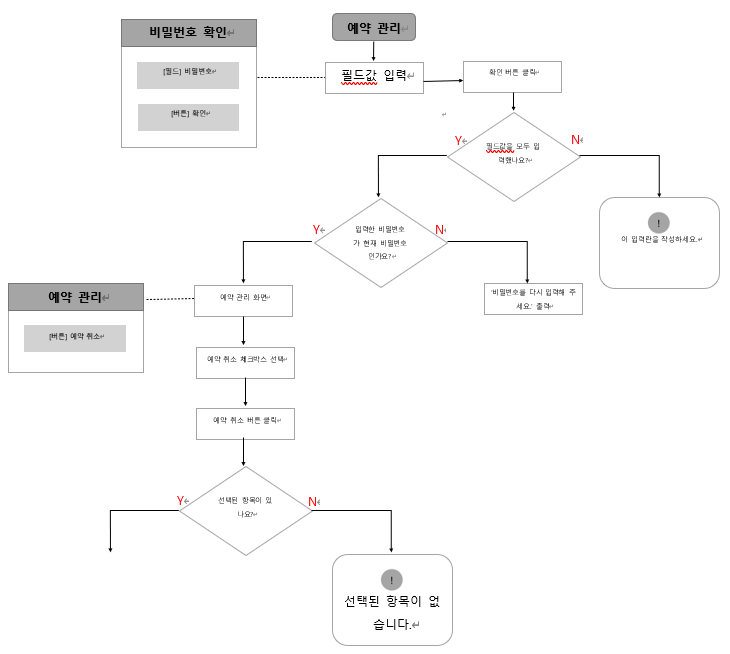 예약 관리
비밀번호 확인
[필드] 비밀번호
[버튼] 확인
필드값 입력
확인 버튼 클릭
Y
N
필드값을 모두 입
력했나요?
!
이 입력란을 작성하세요.
Y
N
입력한 비밀번호
가 현재 비밀번호
인가요?
'비밀번호를 다시 입력해 주
세요.' 출력
예약 관리
[버튼] 예약 취소
예약 관리 화면
예약 취소 체크박스 선택
예약 취소 버튼 클릭
Y
N
선택된 항목이 있
나요?
!
선택된 항목이 없
습니다.